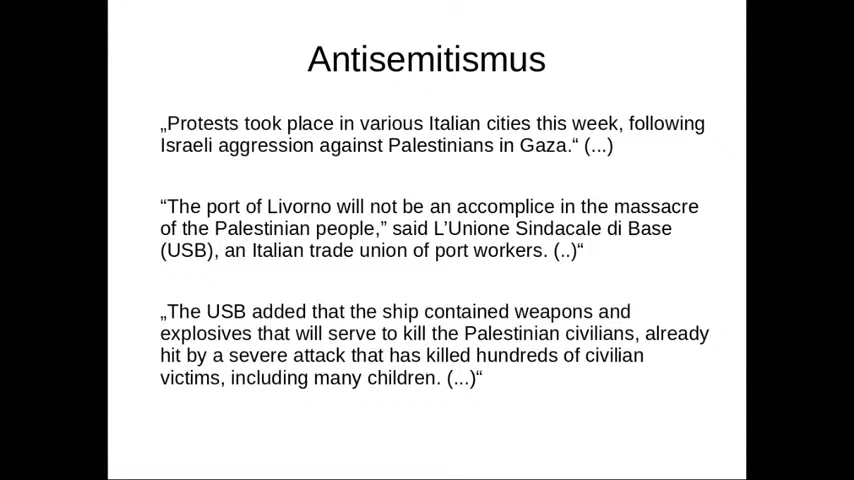 Antisemitismus
„Protests took place in various Italian cities this week, following
Israeli aggression against Palestinians in Gaza.“ (...)
“The port of Livorno will not be an accomplice in the massacre
of the Palestinian people,” said L’Unione Sindacale di Base
(USB), an Italian trade union of port workers. (..)“
„The USB added that the ship contained weapons and
explosives that will serve to kill the Palestinian civilians, already
hit by a severe attack that has killed hundreds of civilian
victims, including many children. (...)“